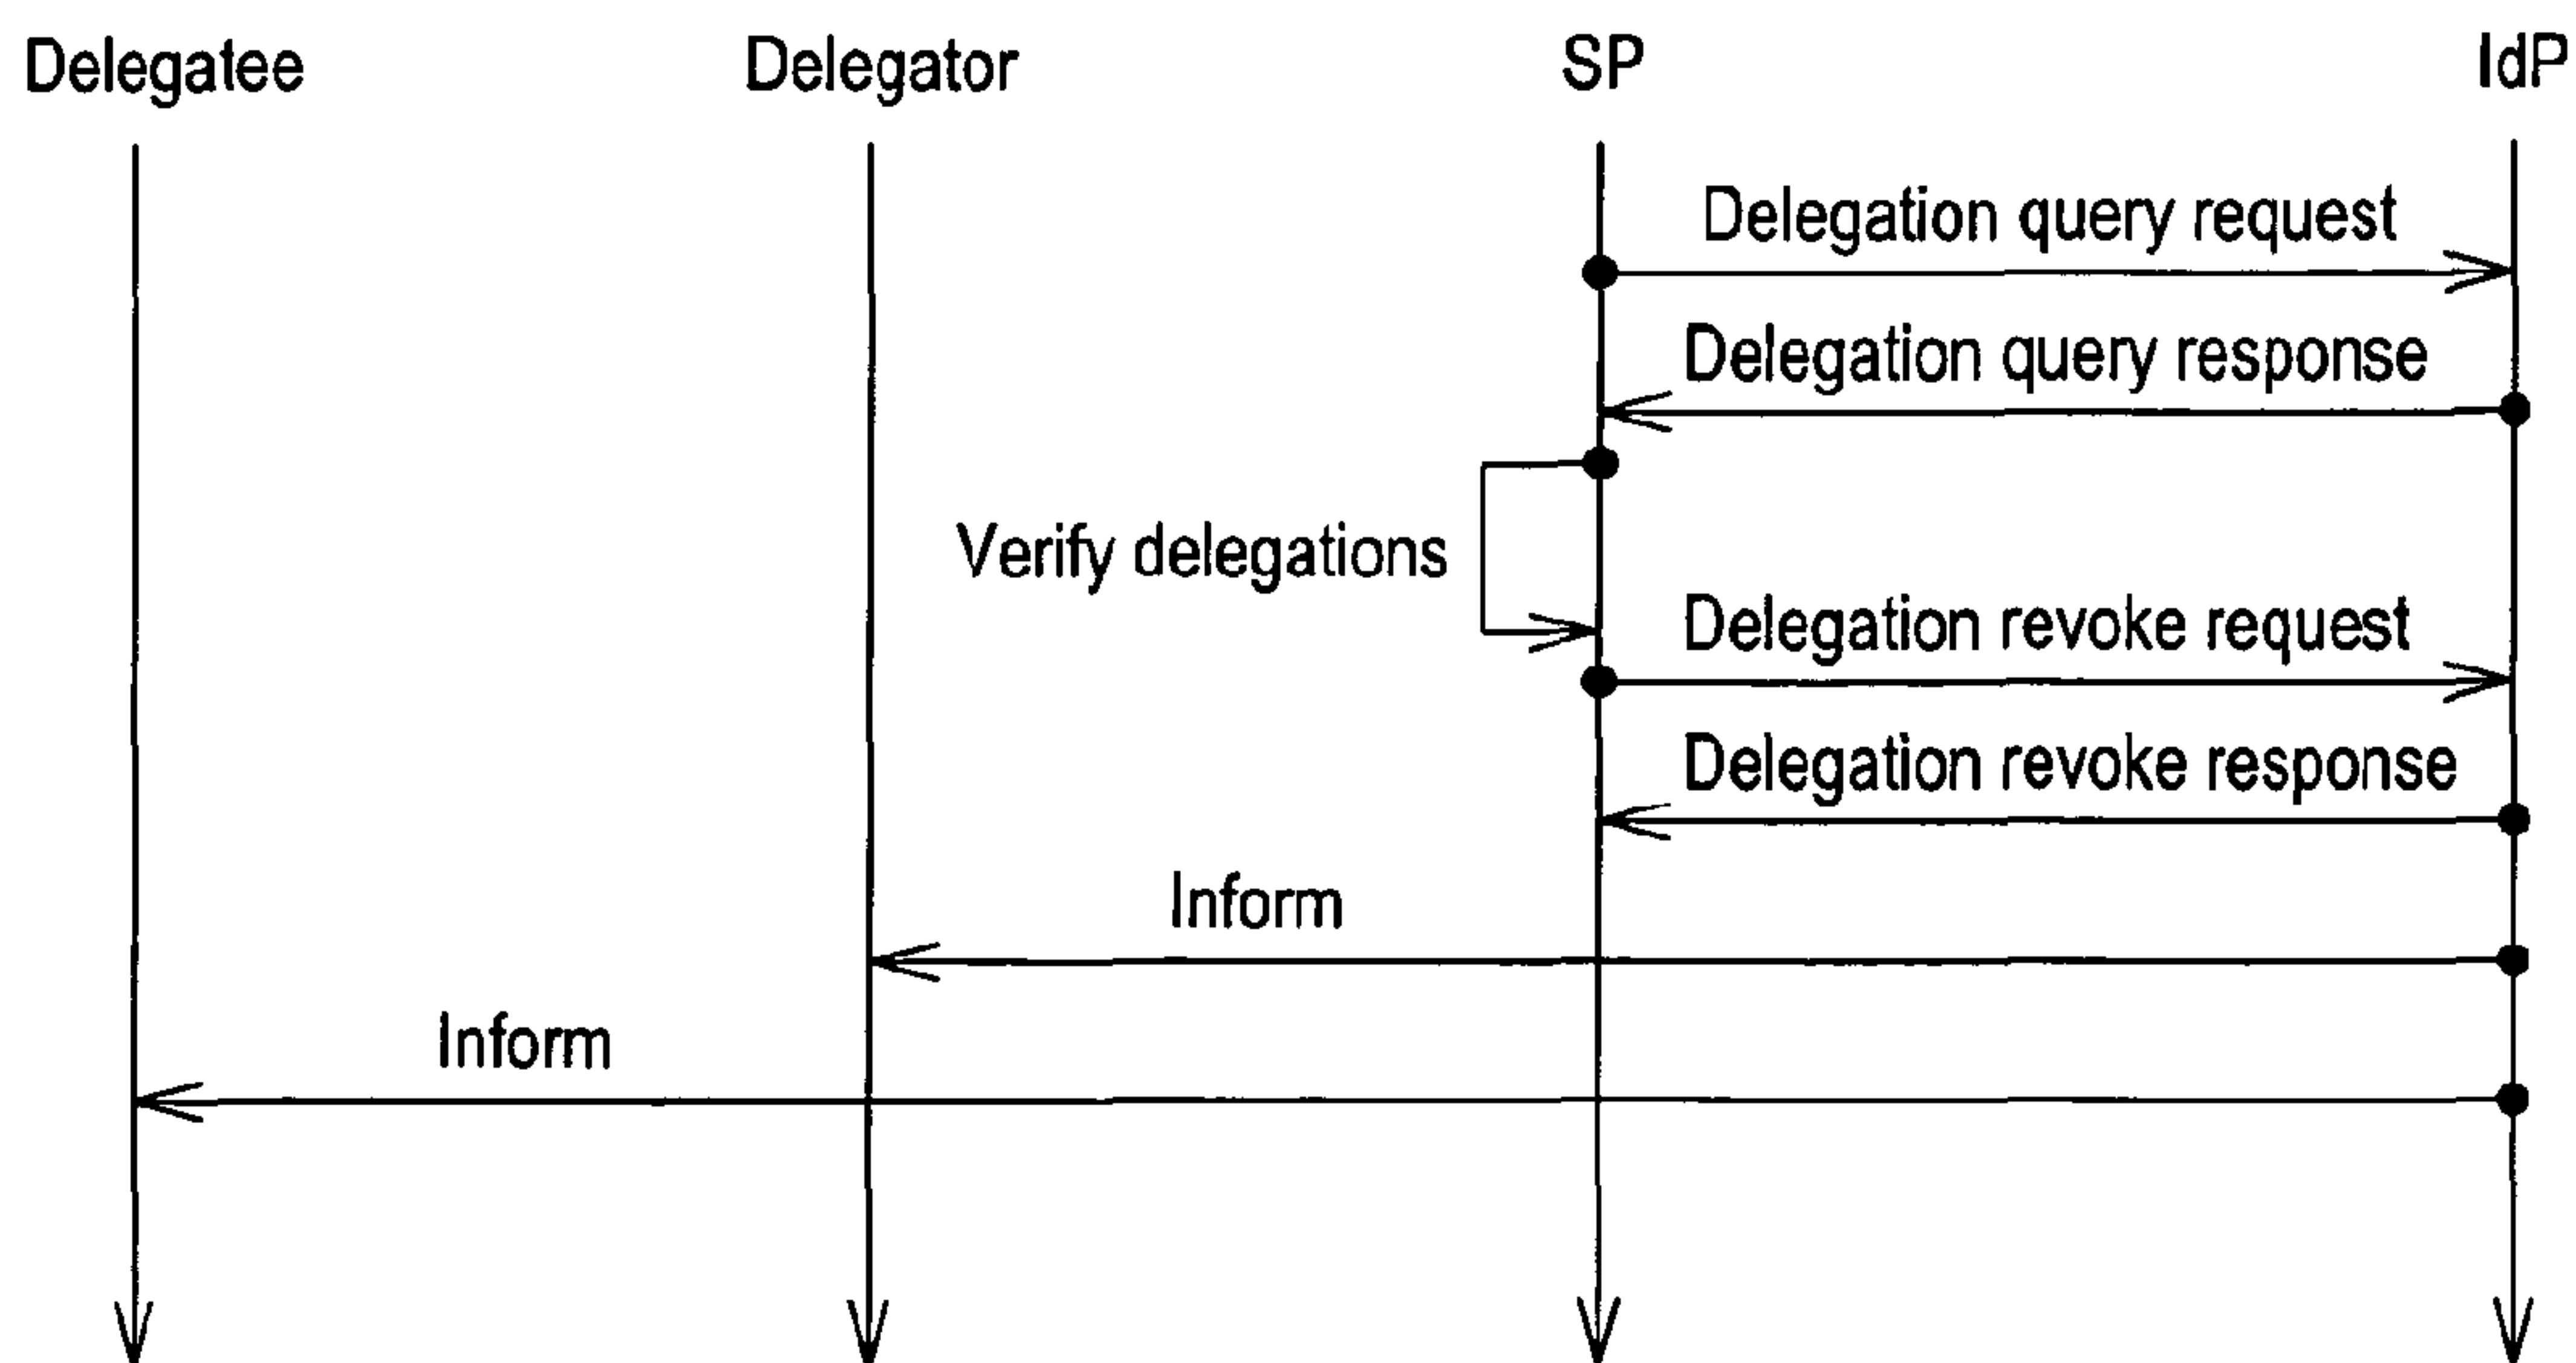 Delegatee
Delegator
SP
IdP
Delegation query request
Delegation query response
Verify delegations
Delegation revoke request
Delegation revoke response
Inform
Inform